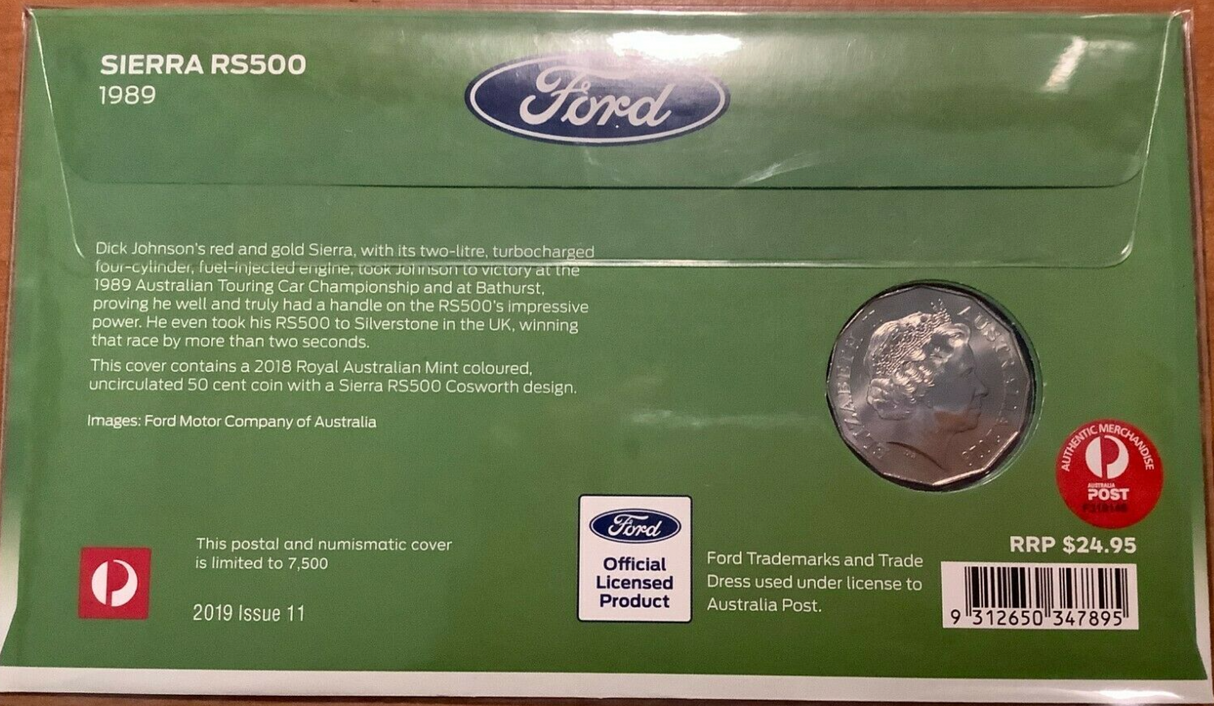 SIERRA RS500
1989
Ford
Dick Johnson's red and gold Sierra, with its two-litre, turbocharged
four-cylinder, fuel-injected engine, took Johnson to victory at the
1989 Australian Touring Car Championship and at Bathurst,
proving he well and truly had a handle on the RS500's impressive
power. He even took his RS500 to Silverstone in the UK, winning
that race by more than two seconds.
This cover contains a 2018 Royal Australian Mint coloured,
uncirculated 50 cent coin with a Sierra RS500 Cosworth design.
Images: Ford Motor Company of Australia
ELIZABETH II
AUSTRALIA
AUTHENTIC MERCHANDISE
AUSTRALIA
POST
This postal and numismatic cover
is limited to 7,500
2019 Issue 11
Ford
Official
Licensed
Product
Ford Trademarks and Trade
Dress used under license to
Australia Post.
RRP $24.95
9 312650 347895